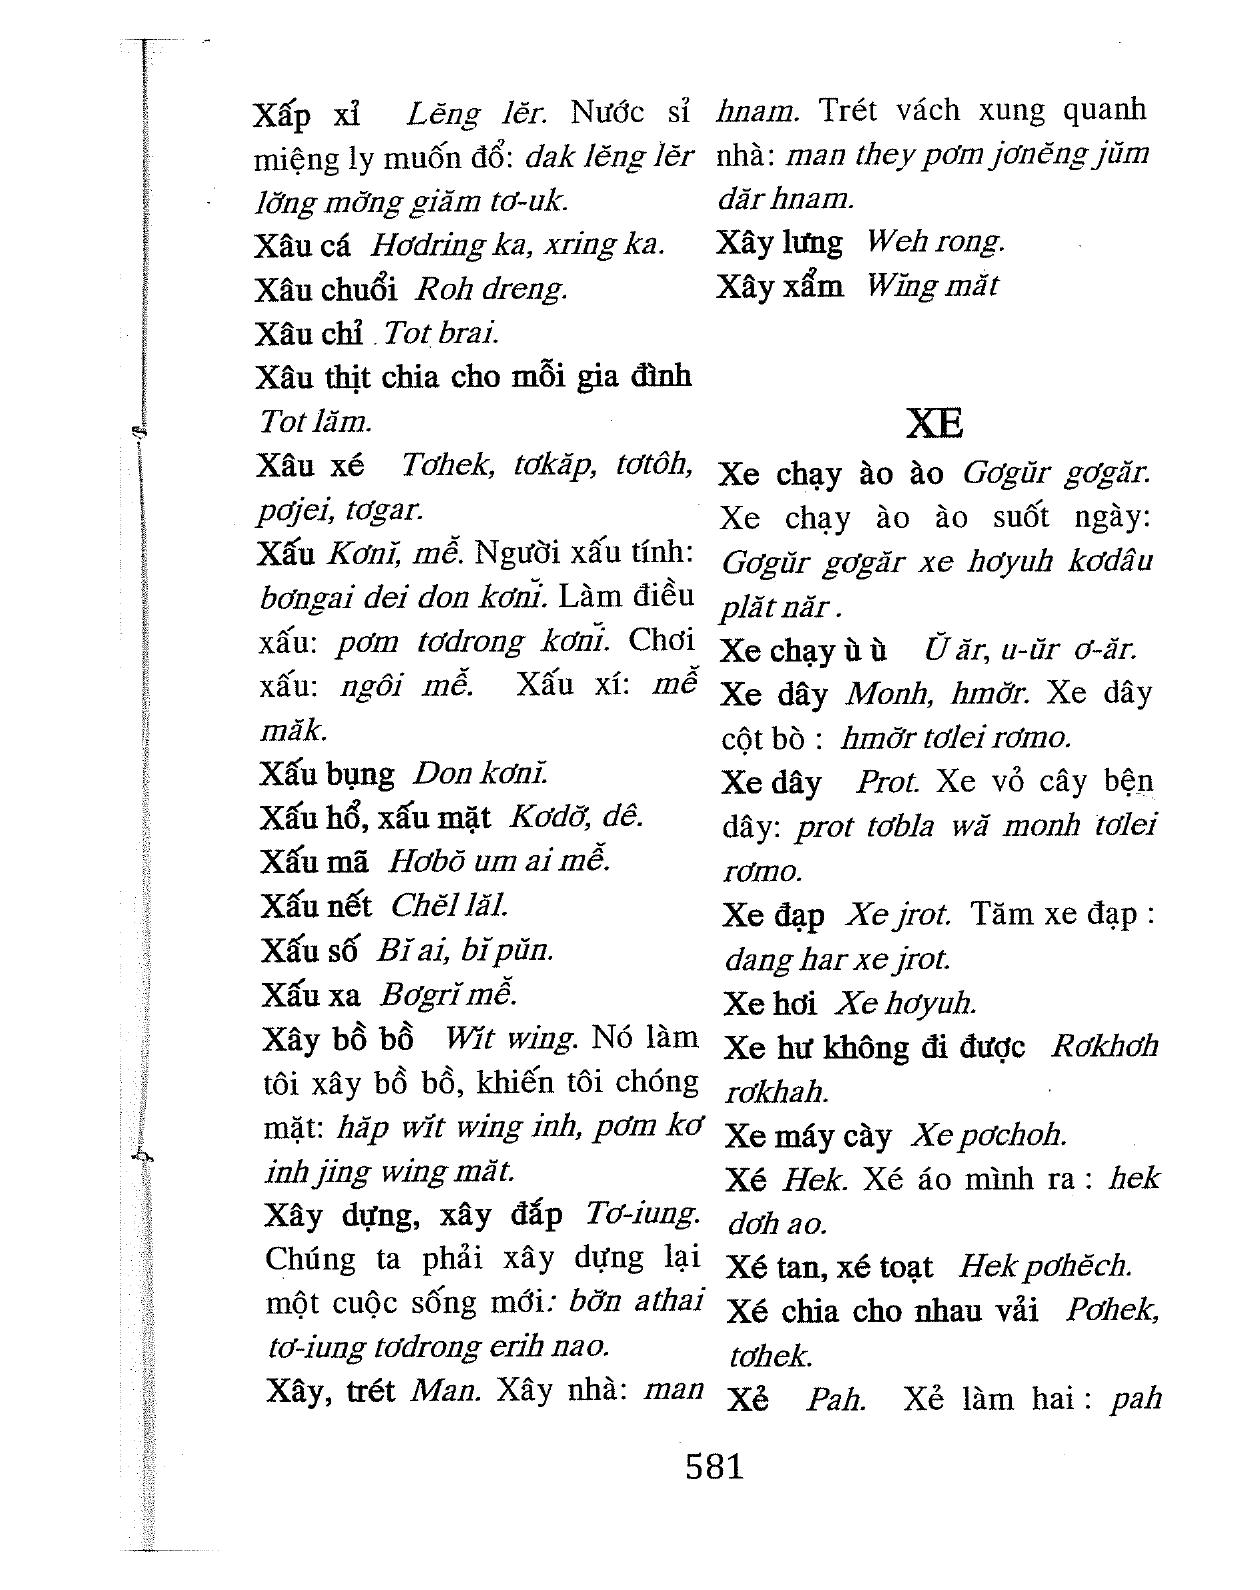 Xấp xỉ Lĕng lĕr. Nước sỉ
miệng ly muốn đổ: dak lĕng lĕr
lơ̆ng mơ̆ng giăm tơ-uk.
Xâu cá Hơdring ka, xring ka.
Xâu chuổi Roh dreng.
Xâu chỉ Tot brai.
Xâu thịt chia cho mỗi gia đình
Tot lăm.
Xâu xé Tơhek, tơkăp, tơtôh,
pơjei, tơgar.
Xấu Kơnĭ, mê̆. Người xấu tính:
bơngai dei don kơnĭ. Làm điều
xấu: pơm tơdrong kơnĭ. Chơi
xấu: ngôi mê̆. Xấu xí: mê̆
măk.
Xấu bụng Don kơnĭ.
Xấu hổ, xấu mặt Kơdơ̆, dê.
Xấu mã Hơbŏ um ai mê̆.
Xấu nết Chĕl lăl.
Xấu số Bĭ ai, bĭ pŭn.
Xấu xa Bơgrĭ mê̆.
Xây bồ bồ Wĭt wing. Nó làm
tôi xây bồ bồ, khiến tôi chóng
mặt: hăp wĭt wing inh, pơm kơ
inh jing wing măt.
Xây dựng, xây đắp Tơ-iung.
Chúng ta phải xây dựng lại
một cuộc sống mới: bơ̆n athai
tơ-iung tơdrong erih nao.
Xây, trét Man. Xây nhà: man
hnam. Trét vách xung quanh
nhà: man they pơm jơnĕng jŭm
dăr hnam.
Xây lưng Weh rong.
Xây xẩm Wĭng măt
XE
Xe chạy ào ào Gơgŭr gơgăr.
Xe chạy ào ào suốt ngày:
Gơgŭr gơgăr xe hơyuh kơdâu
plăt năr .
Xe chạy ù ù Ŭ ăr, u-ŭr ơ-ăr.
Xe dây Monh, hmơ̆r. Xe dây
cột bò : hmơ̆r tơlei rơmo.
Xe dây Prot. Xe vỏ cây bện
dây: prot tơbla wă monh tơlei
rơmo.
Xe đạp Xe jrot. Tăm xe đạp :
dang har xe jrot.
Xe hơi Xe hơyuh.
Xe hư không đi được Rơkhơh
rơkhah.
Xe máy cày Xe pơchoh.
Xé Hek. Xé áo mình ra : hek
dơh ao.
Xé tan, xé toạt Hek pơhĕch.
Xé chia cho nhau vải Pơhek,
tơhek.
Xẻ Pah. Xẻ làm hai : pah
581